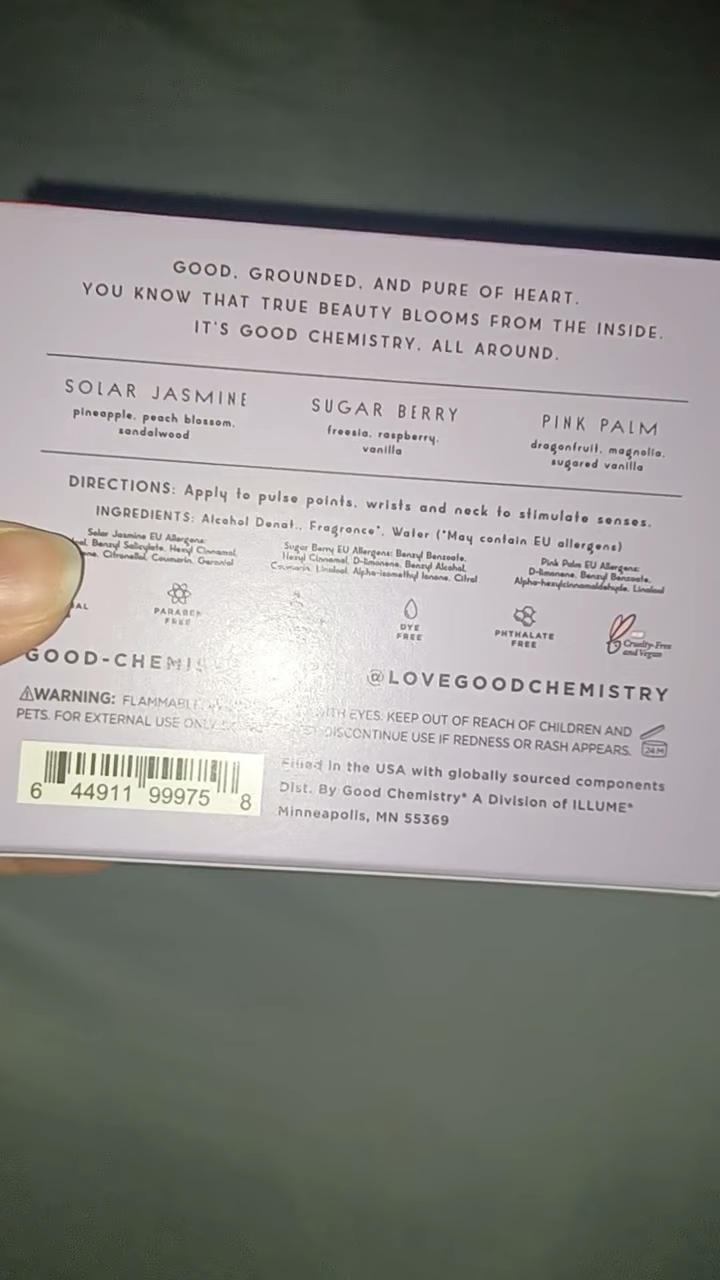 GOOD, GROUNDED, AND PURE OF HEART.
YOU KNOW THAT TRUE BEAUTY BLOOMS FROM THE INSIDE.
IT'S GOOD CHEMISTRY, ALL AROUND.
SOLAR JASMINE
pineapple, peach blossom,
sandalwood
SUGAR BERRY
freesia, raspberry,
vanilla
PINK PALM
dragonfruit, magnolia,
sugared vanilla
DIRECTIONS: Apply to pulse points, wrists and neck to stimulate senses.
INGREDIENTS: Alcohol Denat., Fragrance*, Water (*May contain EU allergens)
Solar Jasmine EU Allergens:
Benzyl Salicylate, Hexyl Cinnamal,
Citronellol, Coumarin, Geraniol
Sugar Berry EU Allergens: Benzyl Benzoate,
Hexyl Cinnamal, D-limonene, Benzyl Alcohol,
Coumarin, Linalool, Alpha-isomethyl Ionone, Citral
Pink Palm EU Allergens:
D-limonene, Benzyl Benzoate,
Alpha-hexylcinnamaldehyde, Linalool
PARABEN
FREE
DYE
FREE
PHTHALATE
FREE
Cruelty-Free
and Vegan
GOOD-CHEMIS
@LOVEGOODCHEMISTRY
⚠WARNING: FLAMMABLE. WITH EYES. KEEP OUT OF REACH OF CHILDREN AND
PETS. FOR EXTERNAL USE ONLY. DISCONTINUE USE IF REDNESS OR RASH APPEARS.
24M
6 44911 99975 8
Filled in the USA with globally sourced components
Dist. By Good Chemistry® A Division of ILLUME®
Minneapolis, MN 55369